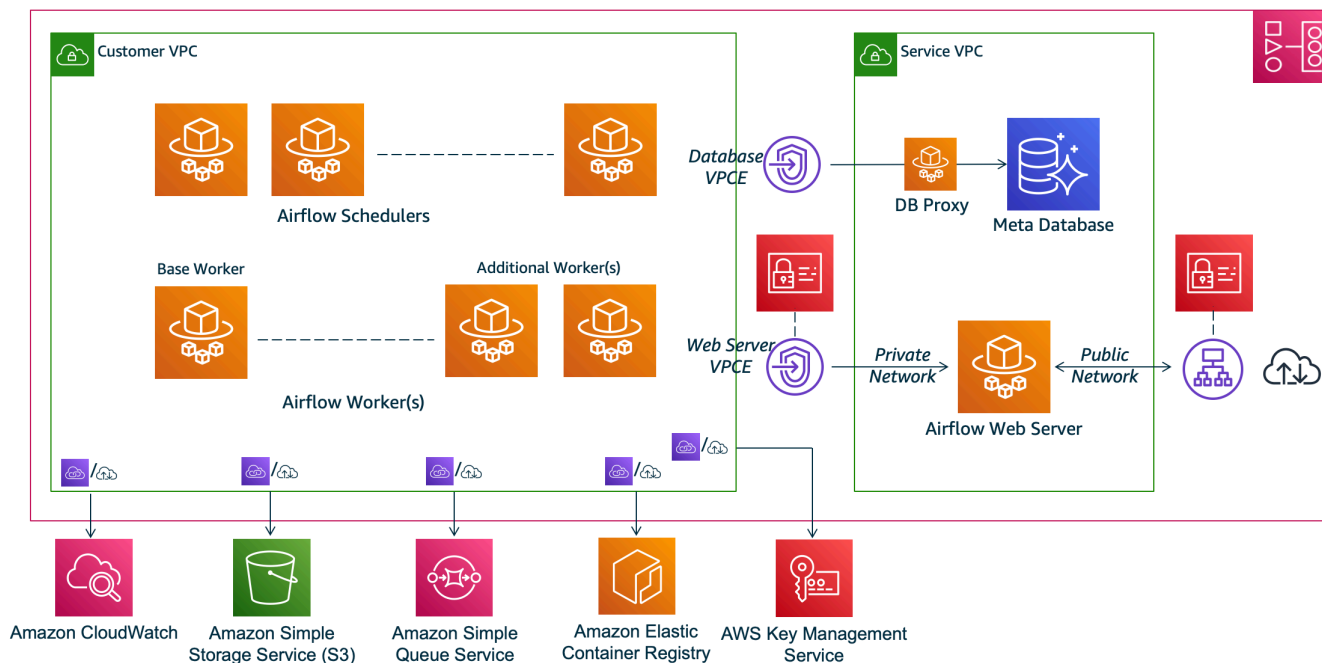 Customer VPC
Service VPC
Airflow Schedulers
Database
VPCE
DB Proxy
Meta Database
Base Worker
Additional Worker(s)
Airflow Worker(s)
Web Server
VPCE
Private
Network
Public
Network
Airflow Web Server
/
/
/
/
/
Amazon CloudWatch
Amazon Simple
Storage Service (S3)
Amazon Simple
Queue Service
Amazon Elastic
Container Registry
AWS Key Management
Service